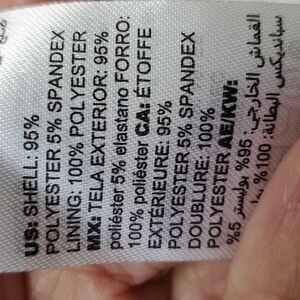 US: SHELL: 95%
POLYESTER 5% SPANDEX
LINING: 100% POLYESTER
MX: TELA EXTERIOR: 95%
poliéster 5% elastano FORRO:
100% poliéster CA: ÉTOFFE
EXTÉRIEURE: 95%
POLYESTER 5% SPANDEX
DOUBLURE: 100%
POLYESTER AE/KW:
القماش الخارجي: 95% بوليستر 5%
سبانديكس البطانة: 100%